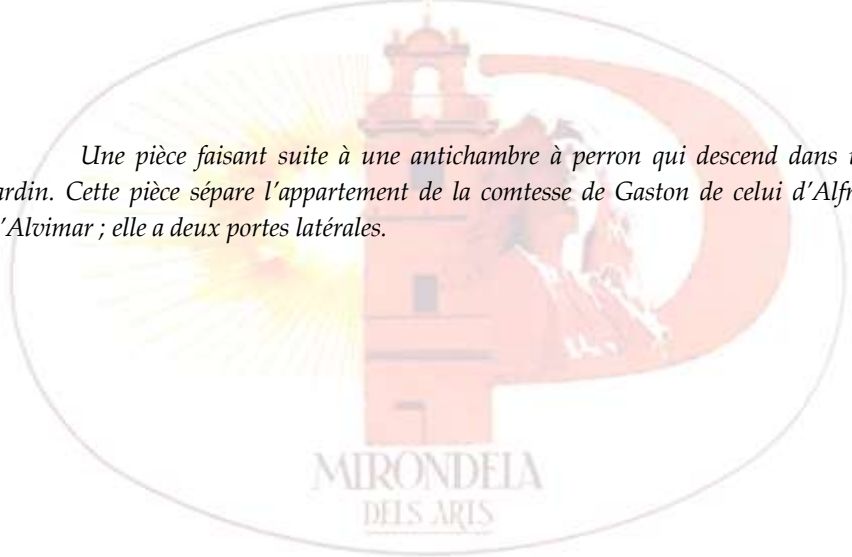 Une pièce faisant suite à une antichambre à perron qui descend dans
ardin. Cette pièce sépare l'appartement de la comtesse de Gaston de celui d'Alfr
'Alvimar ; elle a deux portes latérales.
MIRONDELA
DELS ARTS